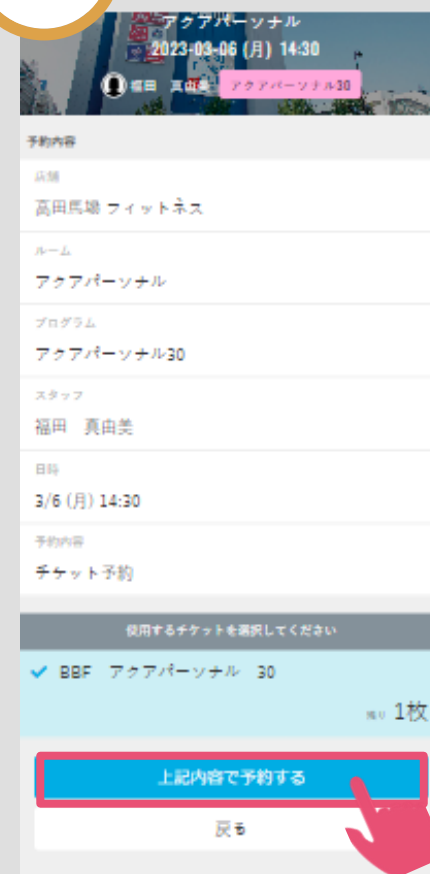 アクアパーソナル
2023-03-06 (月) 14:30
福田 真由美 アクアパーソナル30
予約内容
店舗
高田馬場 フィットネス
ルーム
アクアパーソナル
プログラム
アクアパーソナル30
スタッフ
福田 真由美
日時
3/6 (月) 14:30
予約内容
チケット予約
使用するチケットを選択してください
BBF アクアパーソナル 30
残り 1枚
上記内容で予約する
戻る